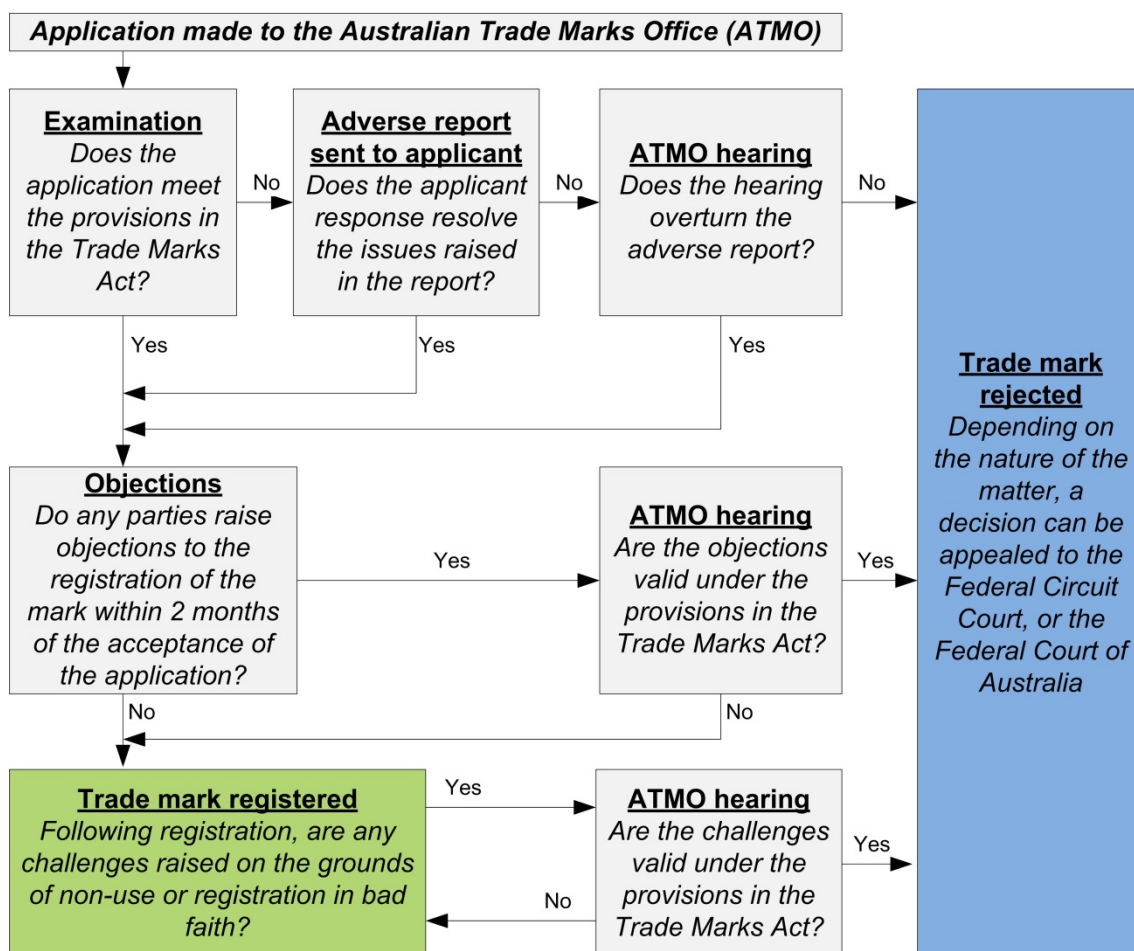 Application made to the Australian Trade Marks Office (ATMO)
Examination
Does the
application meet
the provisions in
the Trade Marks
Act?
No
Adverse report
sent to applicant
Does the applicant
response resolve
the issues raised
in the report?
No
ATMO hearing
Does the hearing
overturn the
adverse report?
No
Yes
Yes
Yes
Trade mark
rejected
Depending on
the nature of the
matter, a
decision can be
appealed to the
Federal Circuit
Court, or the
Federal Court of
Australia
Objections
Do any parties raise
objections to the
registration of the
mark within 2 months
of the acceptance of
the application?
Yes
ATMO hearing
Are the objections
valid under the
provisions in the
Trade Marks Act?
Yes
No
No
Trade mark registered
Following registration, are any
challenges raised on the grounds
of non-use or registration in bad
faith?
Yes
No
ATMO hearing
Are the challenges
valid under the
provisions in the
Trade Marks Act?
Yes